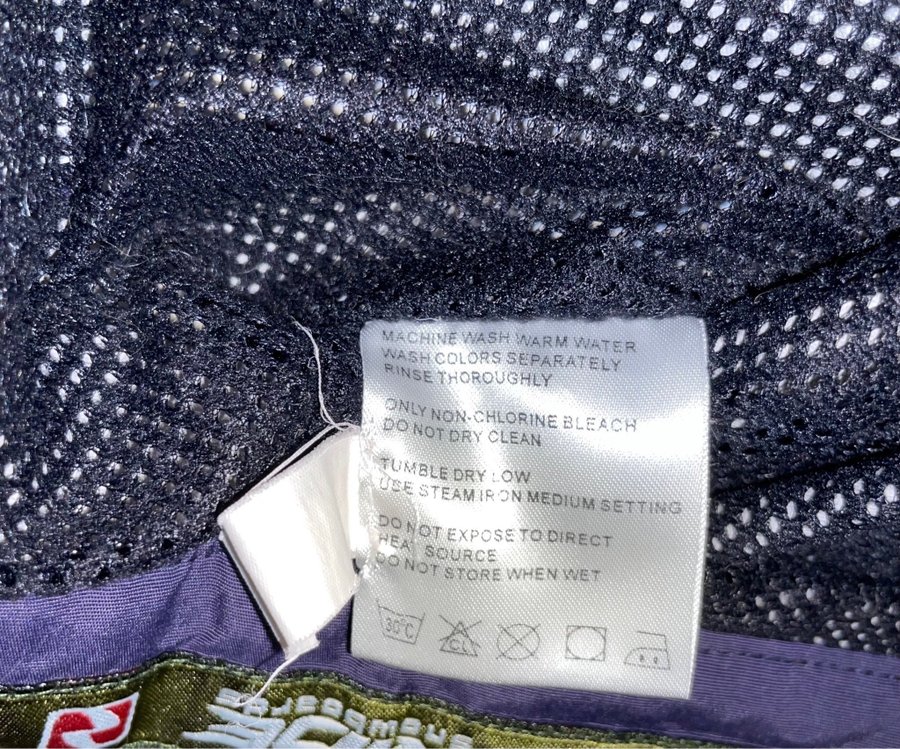 MACHINE WASH WARM WATER
WASH COLORS SEPARATELY
RINSE THOROUGHLY
ONLY NON-CHLORINE BLEACH
DO NOT DRY CLEAN
TUMBLE DRY LOW
USE STEAM IRON MEDIUM SETTING
DO NOT EXPOSE TO DIRECT
HEAT SOURCE
DO NOT STORE WHEN WET
30°C
CL